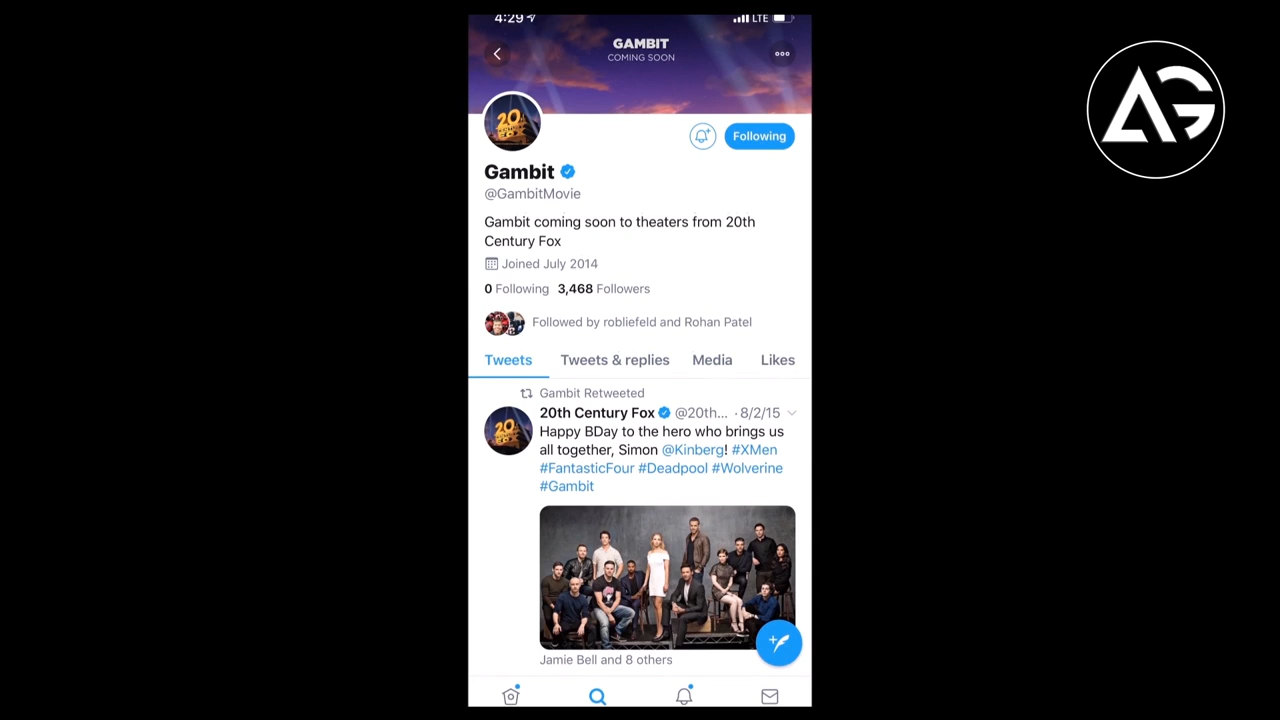 4:29
LTE
GAMBIT
COMING SOON
AG
20
Following
Gambit
@GambitMovie
Gambit coming soon to theaters from 20th
Century Fox
Joined July 2014
0 Following 3,468 Followers
Followed by robliefeld and Rohan Patel
Tweets Tweets & replies Media Likes
Gambit Retweeted
20th Century Fox @20th... · 8/2/15
Happy BDay to the hero who brings us
all together, Simon @Kinberg! #XMen
#FantasticFour #Deadpool #Wolverine
#Gambit
Jamie Bell and 8 others